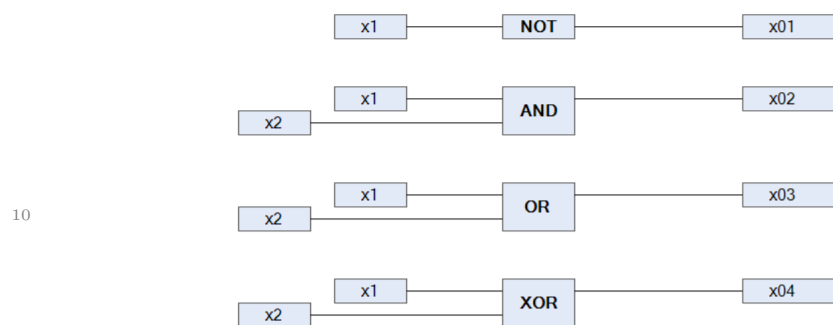 x1 NOT x01
x1 AND x02
x2
x1 OR x03
x2
10
x1 XOR x04
x2